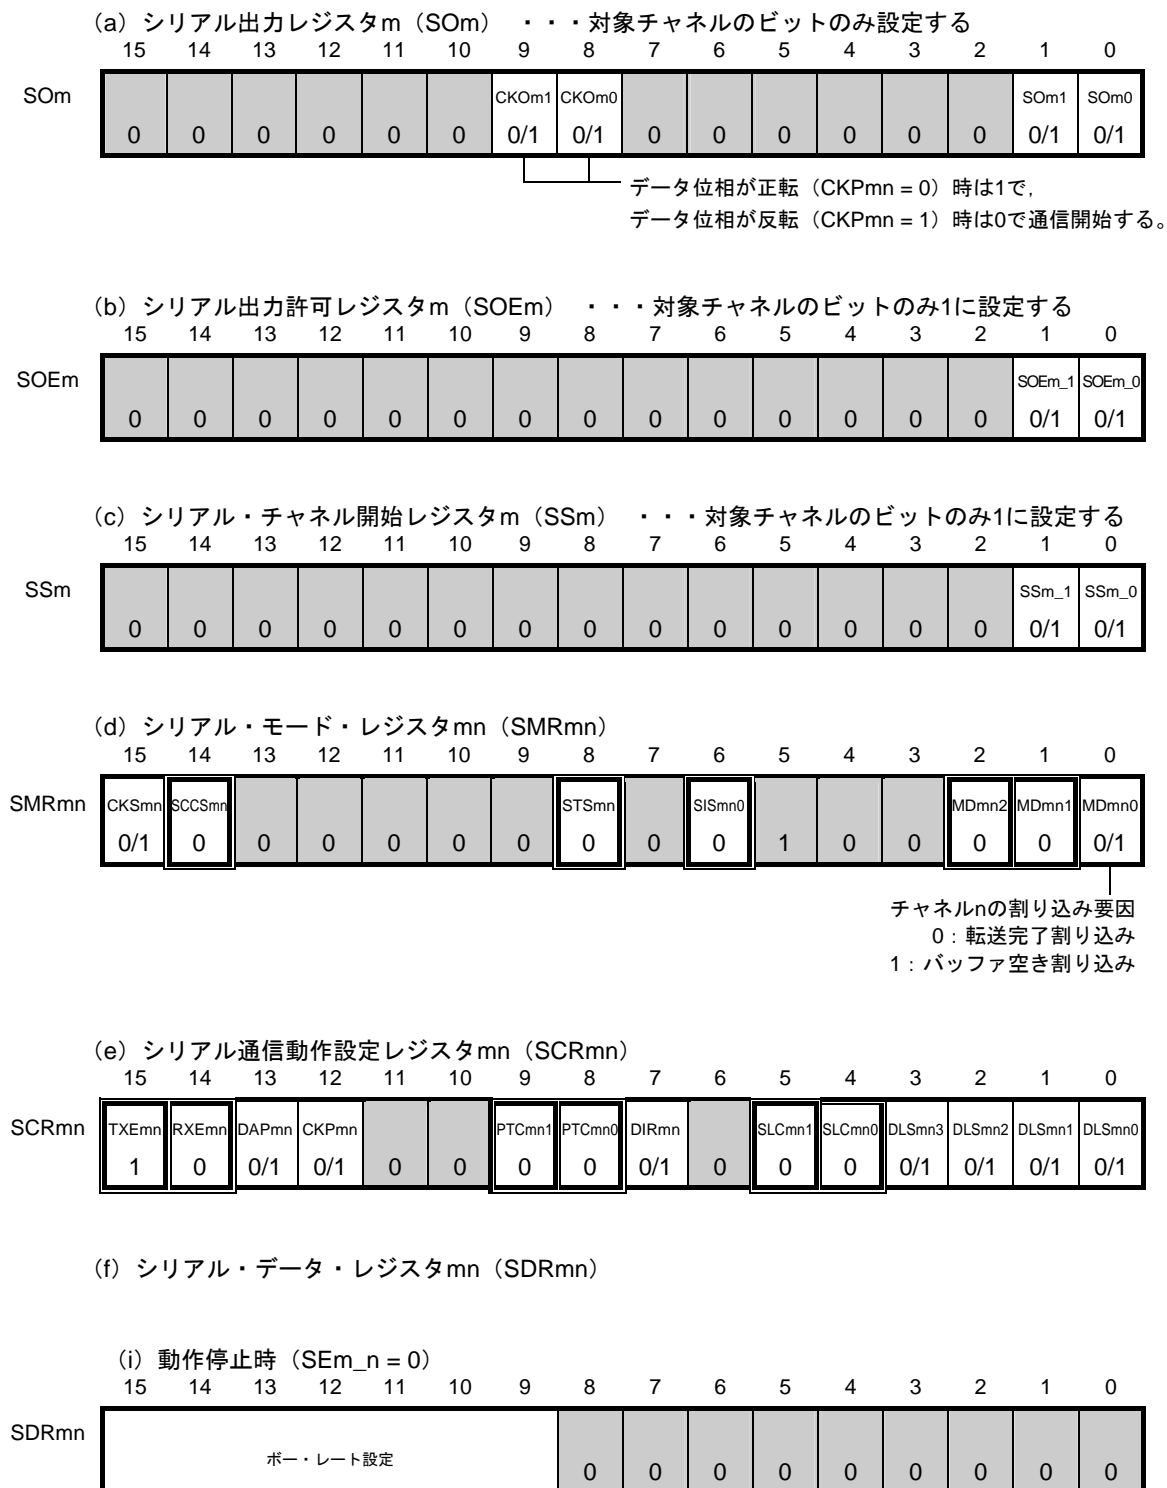 (a) シリアル出力レジスタm（SOm） ・・・対象チャネルのビットのみ設定する
15 14 13 12 11 10 9 8 7 6 5 4 3 2 1 0
SOm
CKOm1 CKOm0 SOm1 SOm0
0 0 0 0 0 0 0/1 0/1 0 0 0 0 0 0 0/1 0/1
データ位相が正転（CKPmn = 0）時は1で,
データ位相が反転（CKPmn = 1）時は0で通信開始する。
(b) シリアル出力許可レジスタm（SOEm） ・・・対象チャネルのビットのみ1に設定する
15 14 13 12 11 10 9 8 7 6 5 4 3 2 1 0
SOEm
SOEm_1 SOEm_0
0 0 0 0 0 0 0 0 0 0 0 0 0 0 0/1 0/1
(c) シリアル・チャネル開始レジスタm（SSm） ・・・対象チャネルのビットのみ1に設定する
15 14 13 12 11 10 9 8 7 6 5 4 3 2 1 0
SSm
SSm_1 SSm_0
0 0 0 0 0 0 0 0 0 0 0 0 0 0 0/1 0/1
(d) シリアル・モード・レジスタmn（SMRmn）
15 14 13 12 11 10 9 8 7 6 5 4 3 2 1 0
SMRmn
CKSmn SCCSmn STSmn SISmn0 MDmn2 MDmn1 MDmn0
0/1 0 0 0 0 0 0 0 0 0 1 0 0 0 0 0/1
チャネルnの割り込み要因
0：転送完了割り込み
1：バッファ空き割り込み
(e) シリアル通信動作設定レジスタmn（SCRmn）
15 14 13 12 11 10 9 8 7 6 5 4 3 2 1 0
SCRmn
TXEmn RXEmn DAPmn CKPmn PTCmn1 PTCmn0 DIRmn SLCmn1 SLCmn0 DLSmn3 DLSmn2 DLSmn1 DLSmn0
1 0 0/1 0/1 0 0 0 0 0/1 0 0 0 0/1 0/1 0/1 0/1
(f) シリアル・データ・レジスタmn（SDRmn）
(i) 動作停止時（SEm_n = 0）
15 14 13 12 11 10 9 8 7 6 5 4 3 2 1 0
SDRmn
ボー・レート設定
0 0 0 0 0 0 0 0 0